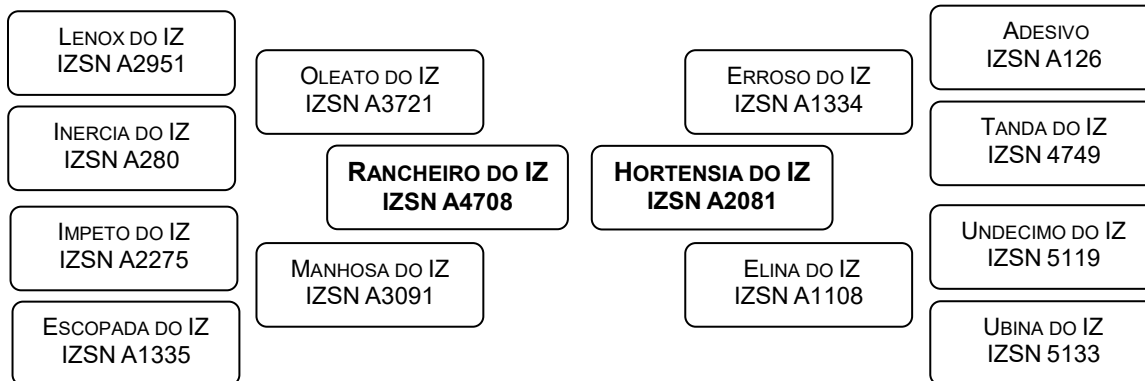 LENOX DO IZ
IZSN A2951
INERCIA DO IZ
IZSN A280
IMPETO DO IZ
IZSN A2275
ESCOPADA DO IZ
IZSN A1335
OLEATO DO IZ
IZSN A3721
MANHOSA DO IZ
IZSN A3091
RANCHEIRO DO IZ
IZSN A4708
HORTENSIA DO IZ
IZSN A2081
ERROSO DO IZ
IZSN A1334
ELINA DO IZ
IZSN A1108
ADESIVO
IZSN A126
TANDA DO IZ
IZSN 4749
UNDECIMO DO IZ
IZSN 5119
UBINA DO IZ
IZSN 5133